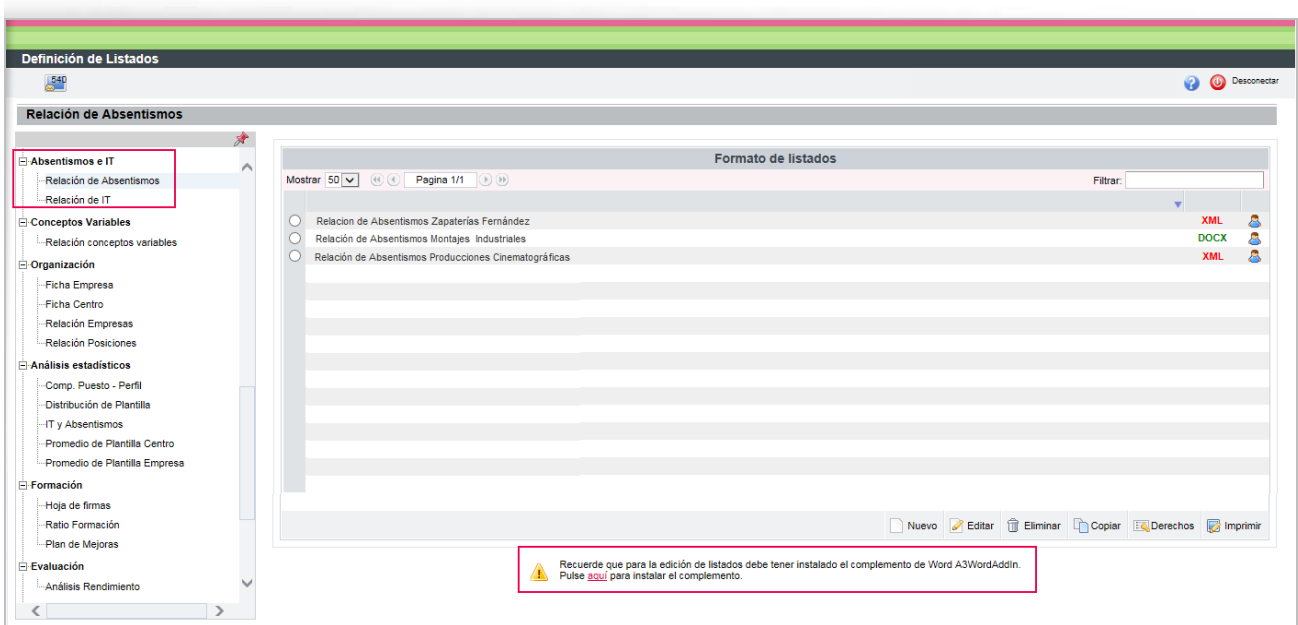 Definición de Listados
540
Desconectar
Relación de Absentismos
Absentismos e IT
Relación de Absentismos
Relación de IT
Conceptos Variables
Relación conceptos variables
Organización
Ficha Empresa
Ficha Centro
Relación Empresas
Relación Posiciones
Análisis estadísticos
Comp. Puesto - Perfil
Distribución de Plantilla
IT y Absentismos
Promedio de Plantilla Centro
Promedio de Plantilla Empresa
Formación
Hoja de firmas
Ratio Formación
Plan de Mejoras
Evaluación
Análisis Rendimiento
Formato de listados
Mostrar 50 Pagina 1/1 Filtrar:
Relacion de Absentismos Zapaterías Fernández XML
Relación de Absentismos Montajes Industriales DOCX
Relación de Absentismos Producciones Cinematográficas XML
Nuevo Editar Eliminar Copiar Derechos Imprimir
Recuerde que para la edición de listados debe tener instalado el complemento de Word A3WordAddIn.
Pulse aquí para instalar el complemento.